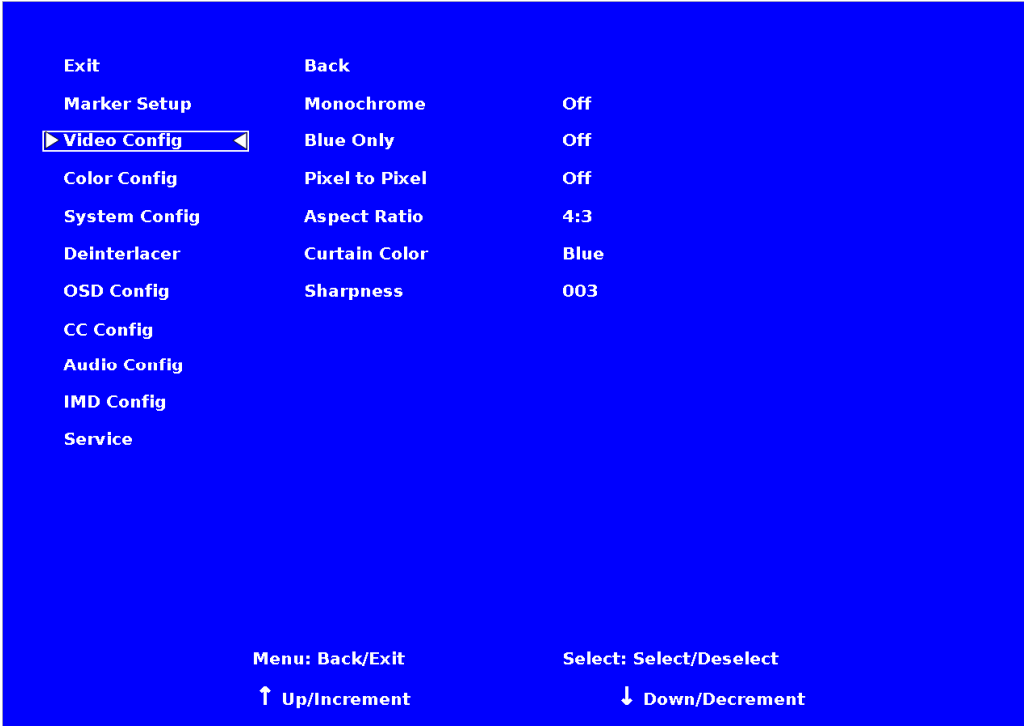 Exit Back
Marker Setup Monochrome Off
Video Config Blue Only Off
Color Config Pixel to Pixel Off
System Config Aspect Ratio 4:3
Deinterlacer Curtain Color Blue
OSD Config Sharpness 003
CC Config
Audio Config
IMD Config
Service
Menu: Back/Exit Select: Select/Deselect
↑ Up/Increment ↓ Down/Decrement